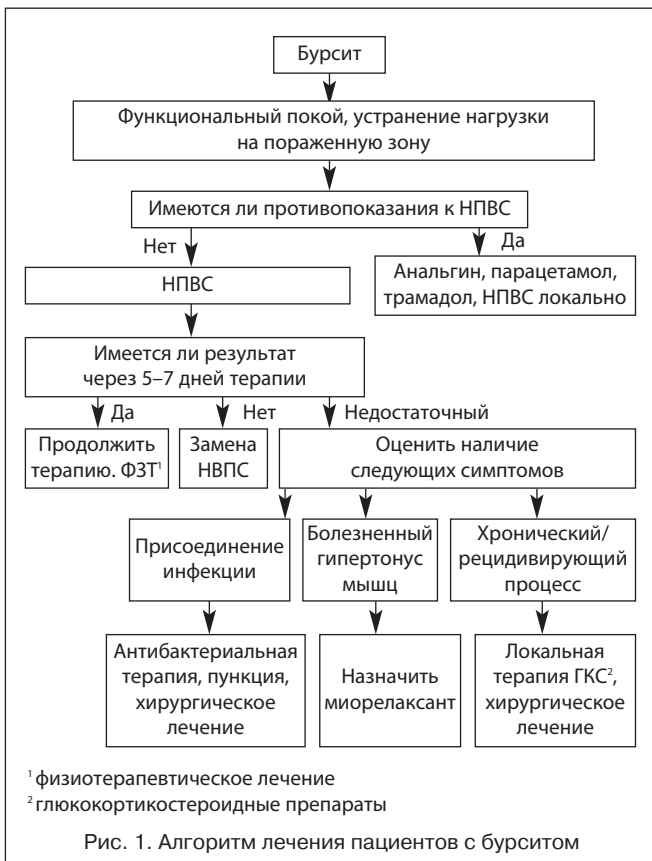 Бурсит
Функциональный покой, устранение нагрузки
на пораженную зону
Имеются ли противопоказания к НПВС
Нет
Да
НПВС
Анальгин, парацетамол,
трамадол, НПВС локально
Имеется ли результат
через 5–7 дней терапии
Да
Нет
Недостаточный
Продолжить
терапию. ФЗТ¹
Замена
НВПС
Оценить наличие
следующих симптомов
Присоединение
инфекции
Болезненный
гипертонус
мышц
Хронический/
рецидивирующий
процесс
Антибактериальная
терапия, пункция,
хирургическое
лечение
Назначить
миорелаксант
Локальная
терапия ГКС²,
хирургическое
лечение
¹ физиотерапевтическое лечение
² глюкокортикостероидные препараты
Рис. 1. Алгоритм лечения пациентов с бурситом